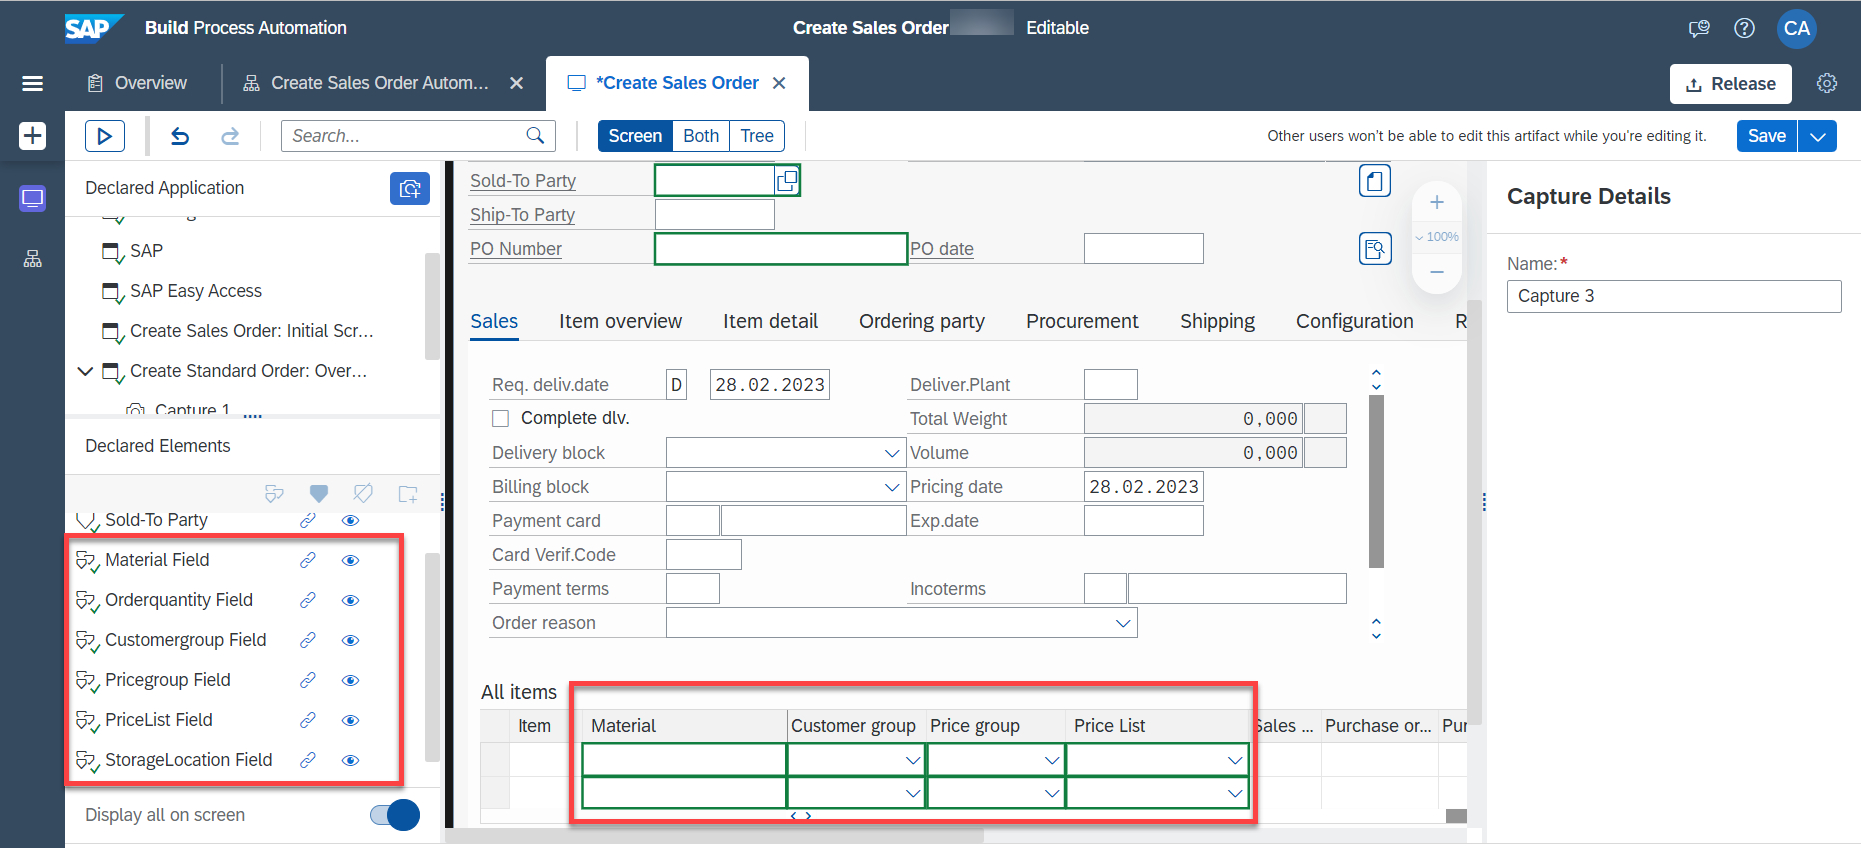 SAP Build Process Automation Create Sales Order Editable CA
Overview Create Sales Order Autom... *Create Sales Order Release
Search... Screen Both Tree Other users won't be able to edit this artifact while you're editing it. Save
Declared Application
SAP
SAP Easy Access
Create Sales Order: Initial Scr...
Create Standard Order: Over...
Capture 1
Declared Elements
Sold-To Party
Material Field
Orderquantity Field
Customergroup Field
Pricegroup Field
PriceList Field
StorageLocation Field
Display all on screen
Sold-To Party
Ship-To Party
PO Number PO date
100%
Sales Item overview Item detail Ordering party Procurement Shipping Configuration R
Req. deliv.date D 28.02.2023 Deliver.Plant
Complete dlv. Total Weight 0,000
Delivery block Volume 0,000
Billing block Pricing date 28.02.2023
Payment card Exp.date
Card Verif.Code
Payment terms Incoterms
Order reason
All items
Item Material Customer group Price group Price List Sales ... Purchase or... Pur
Capture Details
Name:*
Capture 3